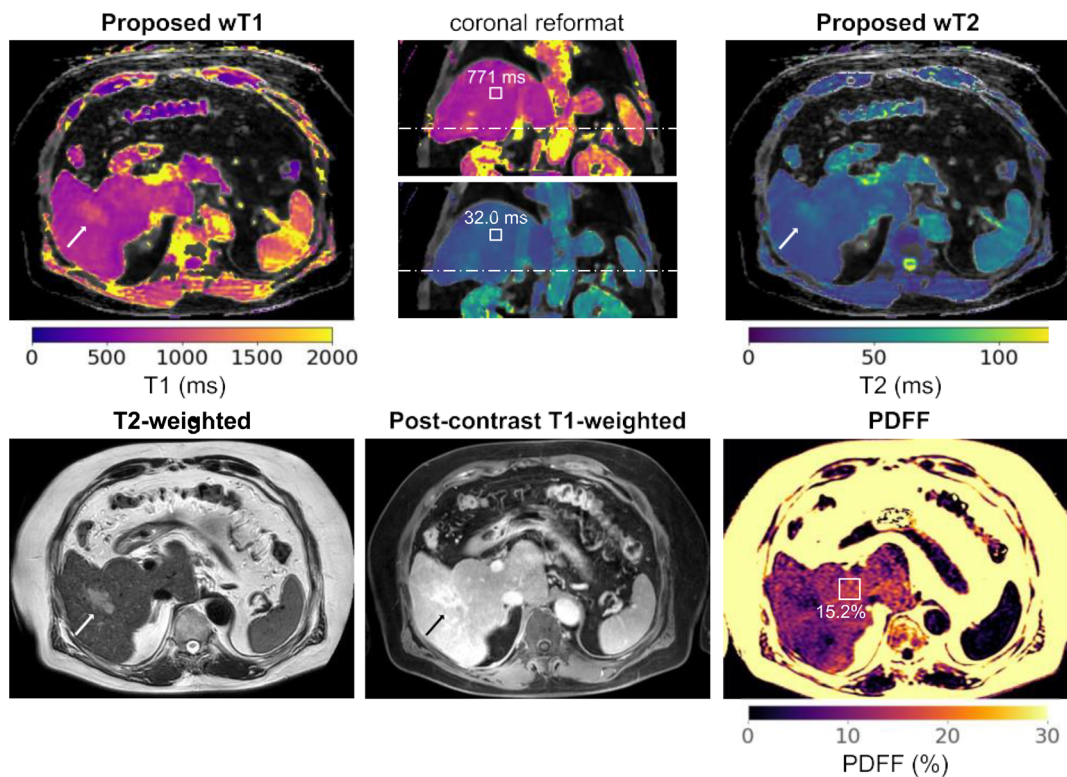 Proposed wT1
coronal reformat
Proposed wT2
771 ms
32.0 ms
0 500 1000 1500 2000
T1 (ms)
0 50 100
T2 (ms)
T2-weighted
Post-contrast T1-weighted
PDFF
15.2%
0 10 20 30
PDFF (%)